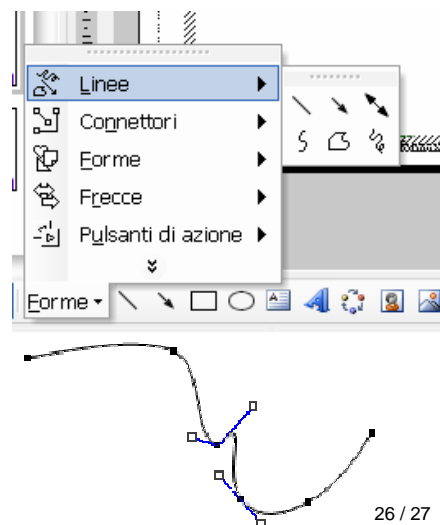 Linee
Connettori
Forme
Frecce
Pulsanti di azione
Forme
26 / 27